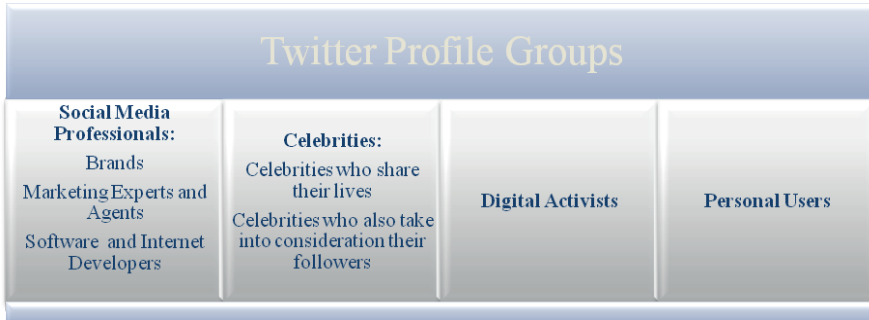 Twitter Profile Groups
Social Media
Professionals:
Brands
Marketing Experts and
Agents
Software and Internet
Developers
Celebrities:
Celebrities who share
their lives
Celebrities who also take
into consideration their
followers
Digital Activists
Personal Users